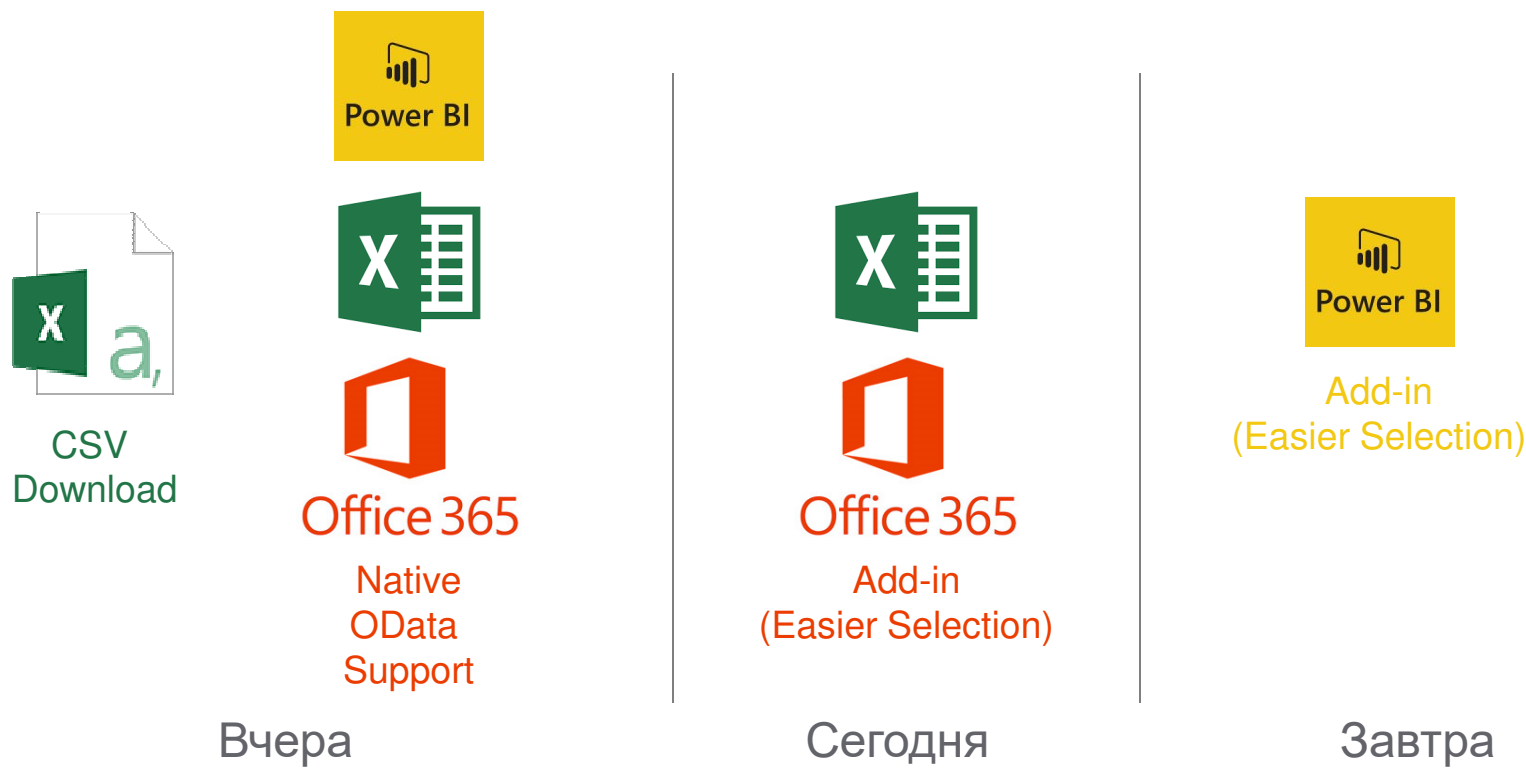 X
a,
CSV
Download
Power BI
X
Office 365
Native
OData
Support
Вчера
X
Office 365
Add-in
(Easier Selection)
Сегодня
Power BI
Add-in
(Easier Selection)
Завтра